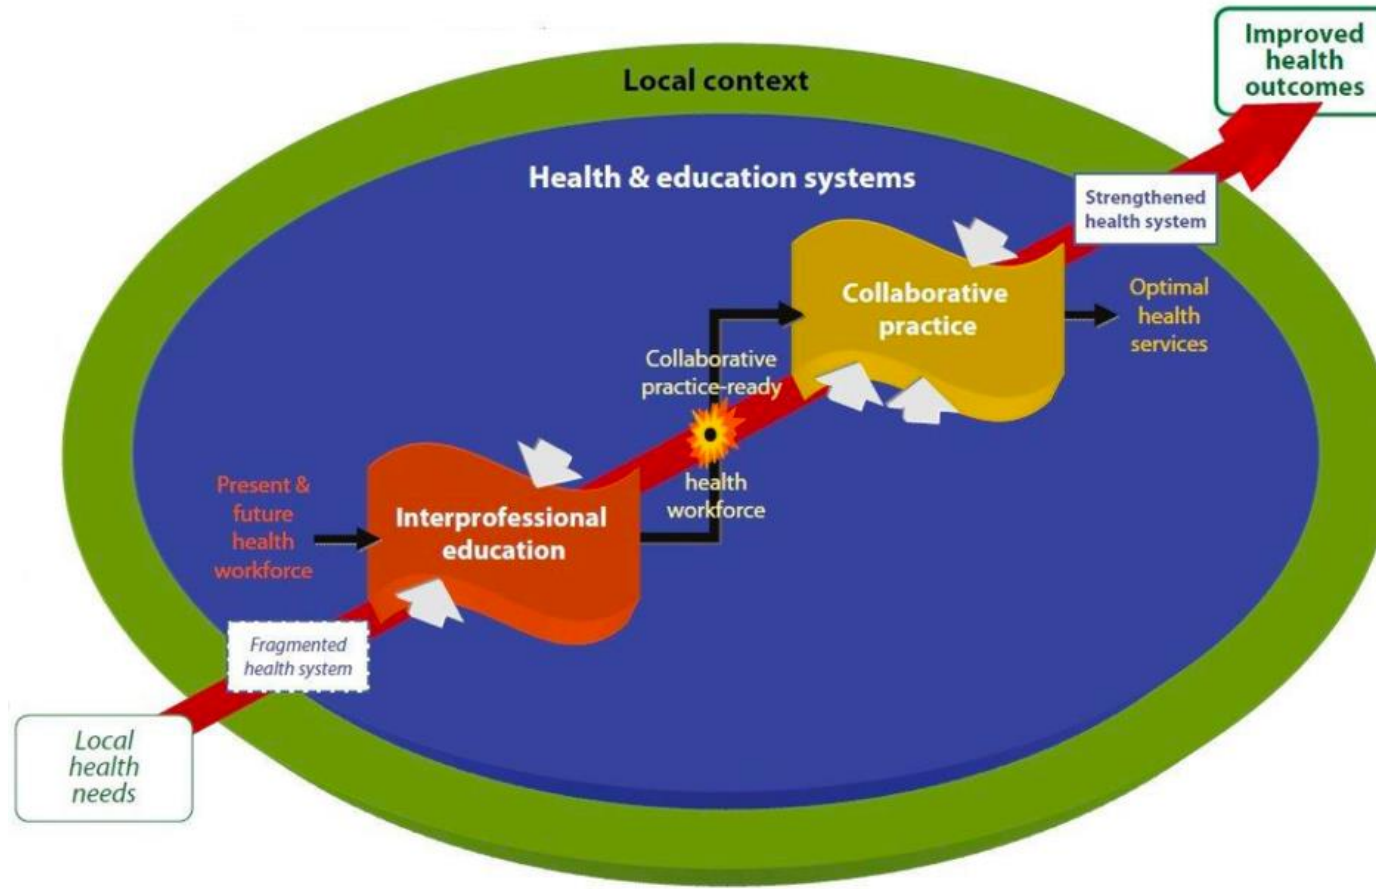 Improved
health
outcomes
Local context
Health & education systems
Strengthened
health system
Collaborative
practice
Optimal
health
services
Collaborative
practice-ready
health
workforce
Present &
future
health
workforce
Interprofessional
education
Fragmented
health system
Local
health
needs